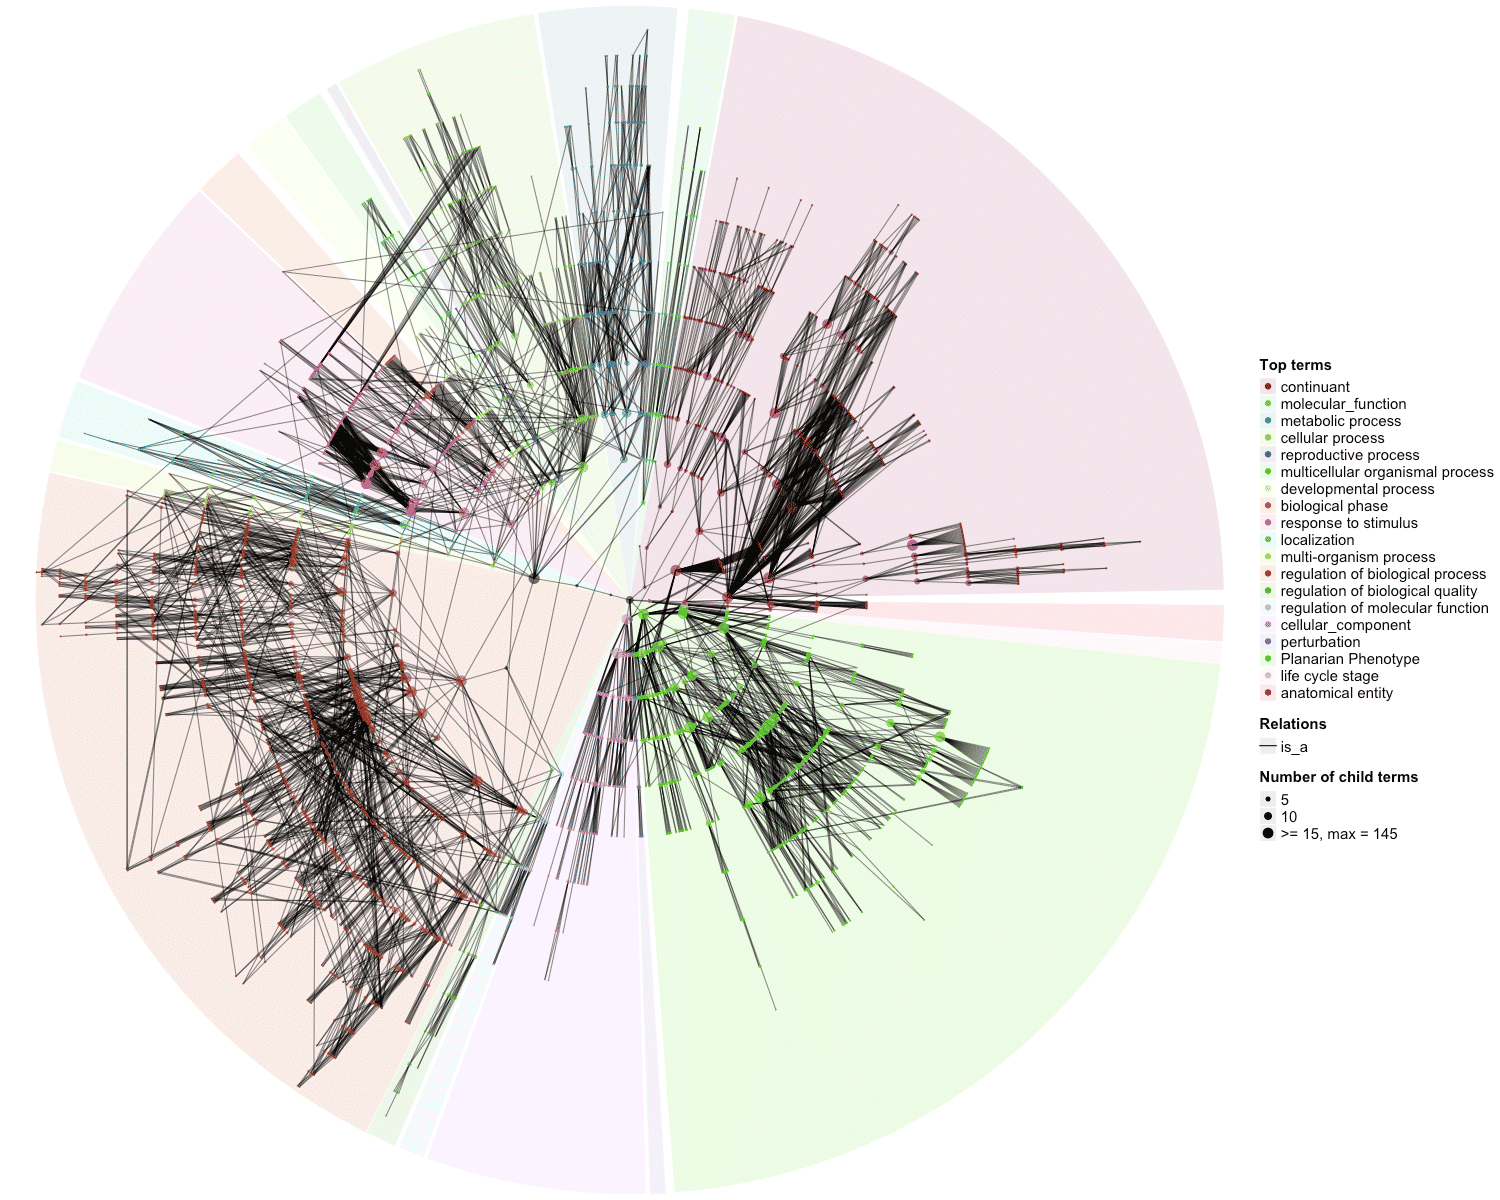 Top terms
continuant
molecular_function
metabolic process
cellular process
reproductive process
multicellular organismal process
developmental process
biological phase
response to stimulus
localization
multi-organism process
regulation of biological process
regulation of biological quality
regulation of molecular function
cellular_component
perturbation
Planarian Phenotype
life cycle stage
anatomical entity
Relations
is_a
Number of child terms
5
10
>= 15, max = 145